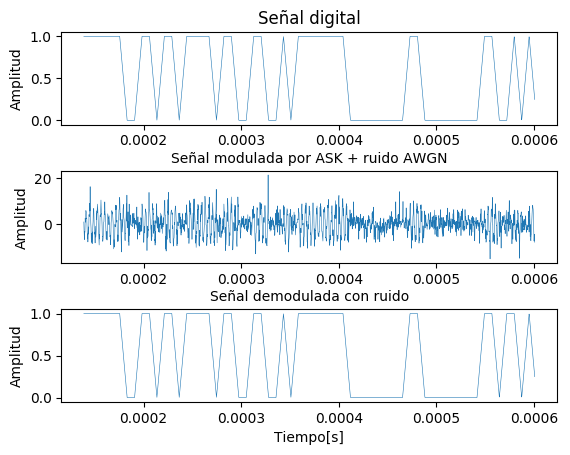 Señal digital
1.0
0.5
0.0
Amplitud
0.0002 0.0003 0.0004 0.0005 0.0006
Señal modulada por ASK + ruido AWGN
20
0
Amplitud
0.0002 0.0003 0.0004 0.0005 0.0006
Señal demodulada con ruido
1.0
0.5
0.0
Amplitud
0.0002 0.0003 0.0004 0.0005 0.0006
Tiempo[s]